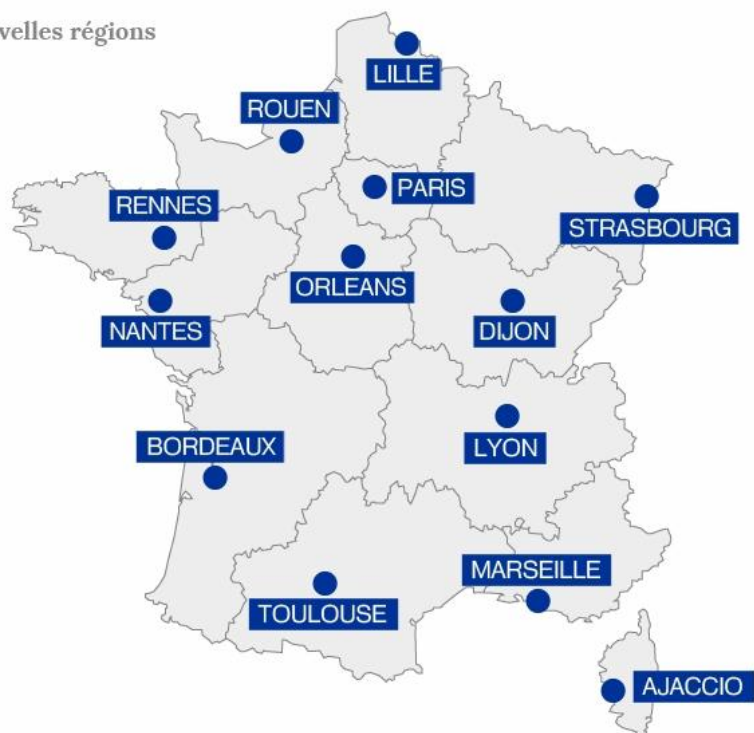 velles régions
LILLE
ROUEN
PARIS
RENNES
STRASBOURG
ORLEANS
NANTES
DIJON
BORDEAUX
LYON
MARSEILLE
TOULOUSE
AJACCIO